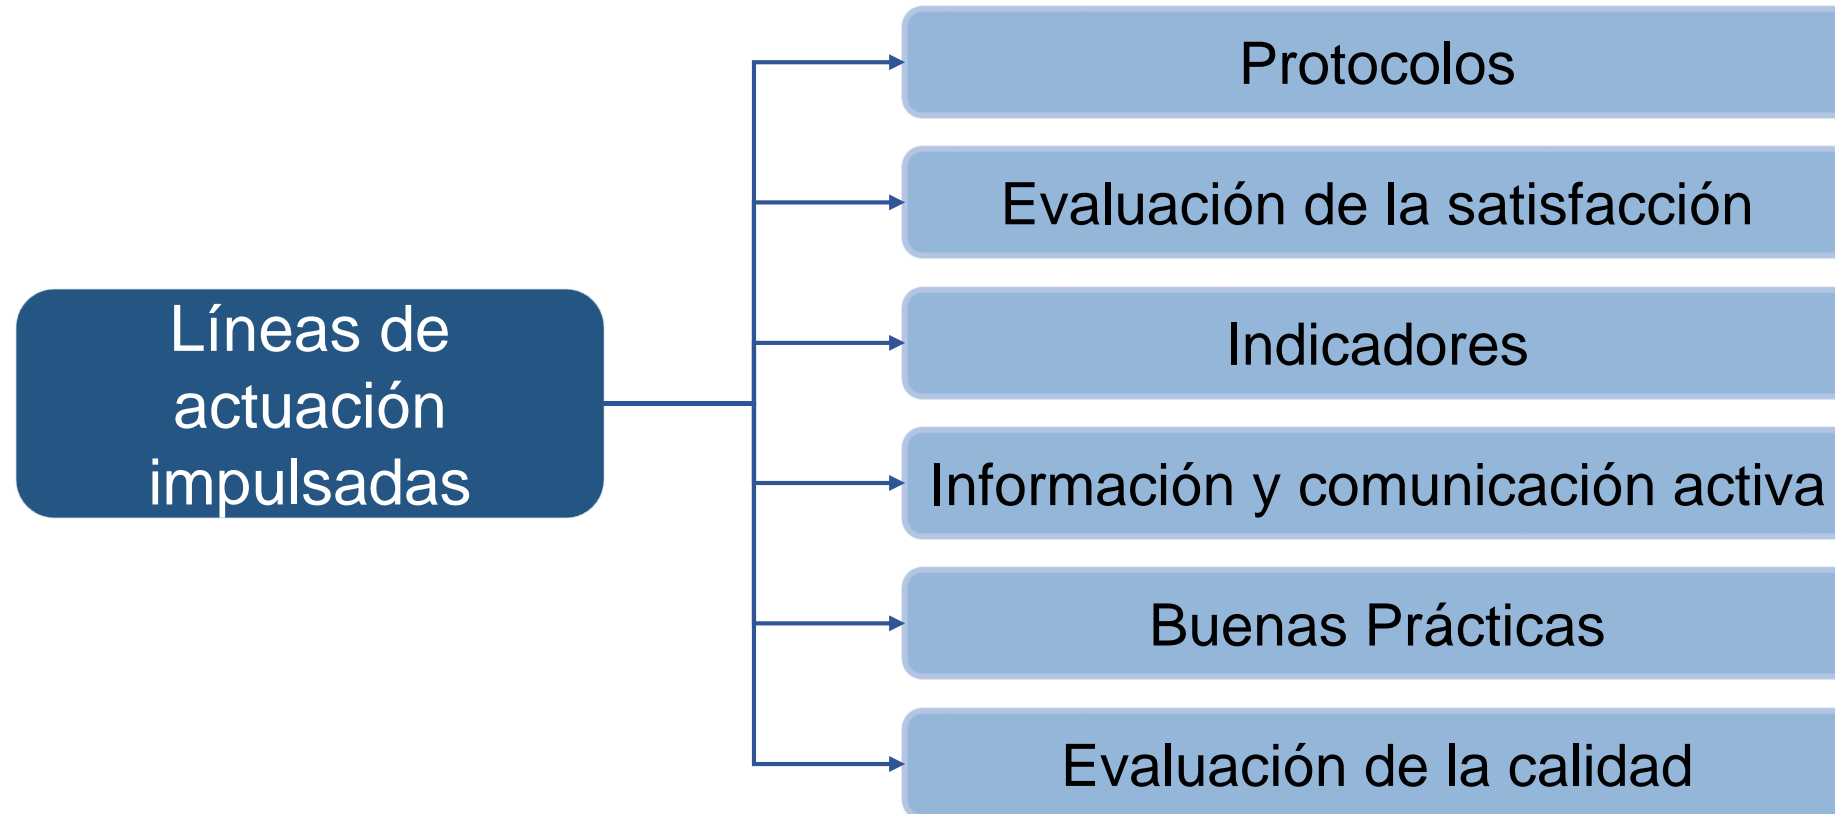 Protocolos
Evaluación de la satisfacción
Líneas de
actuación
impulsadas
Indicadores
Información y comunicación activa
Buenas Prácticas
Evaluación de la calidad